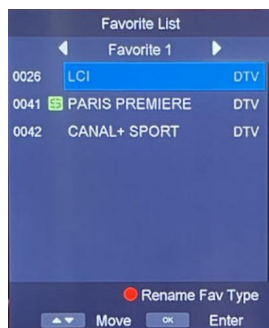 Favorite List
Favorite 1
0026 LCI DTV
0041 $ PARIS PREMIERE DTV
0042 CANAL+ SPORT DTV
Rename Fav Type
Move OK Enter